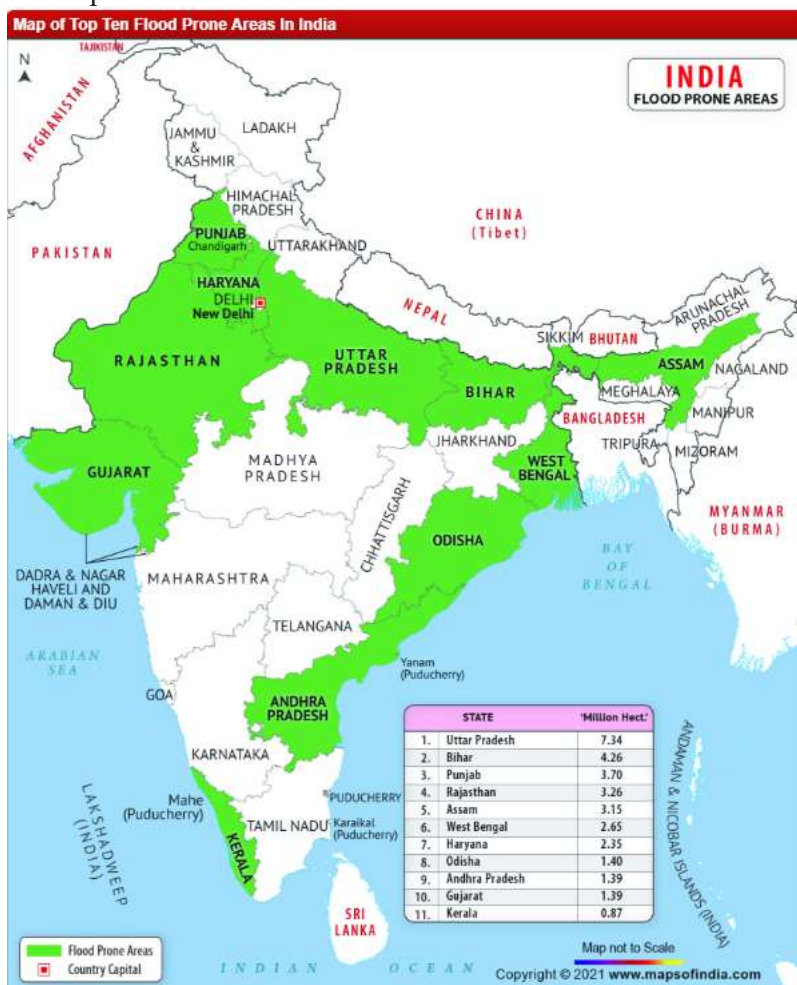 Map of Top Ten Flood Prone Areas In India
TAJIKISTAN
N
INDIA
FLOOD PRONE AREAS
AFGHANISTAN
LADAKH
JAMMU
&
KASHMIR
HIMACHAL
PRADESH
CHINA
(Tibet)
PUNJAB
Chandigarh
PAKISTAN
UTTARAKHAND
HARYANA
DELHI
New Delhi
NEPAL
ARUNACHAL
PRADESH
SIKKIM
BHUTAN
RAJASTHAN
UTTAR
PRADESH
ASSAM
NAGALAND
BIHAR
MEGHALAYA
MANIPUR
BANGLADESH
JHARKHAND
TRIPURA
MIZORAM
GUJARAT
MADHYA
PRADESH
WEST
BENGAL
CHHATTISGARH
MYANMAR
(BURMA)
ODISHA
BAY
OF
BENGAL
DADRA & NAGAR
HAVELI AND
DAMAN & DIU
MAHARASHTRA
TELANGANA
ARABIAN
SEA
Yanam
(Puducherry)
GOA
ANDHRA
PRADESH
KARNATAKA
STATE 'Million Hect.'
1. Uttar Pradesh 7.34
2. Bihar 4.26
3. Punjab 3.70
4. Rajasthan 3.26
5. Assam 3.15
6. West Bengal 2.65
7. Haryana 2.35
8. Odisha 1.40
9. Andhra Pradesh 1.39
10. Gujarat 1.39
11. Kerala 0.87
ANDAMAN & NICOBAR ISLANDS (INDIA)
LAKSHADWEEP
(INDIA)
Mahe
(Puducherry)
PUDUCHERRY
TAMIL NADU
Karaikal
(Puducherry)
KERALA
SRI
LANKA
Flood Prone Areas
Country Capital
INDIAN OCEAN
Map not to Scale
Copyright © 2021 www.mapsofindia.com